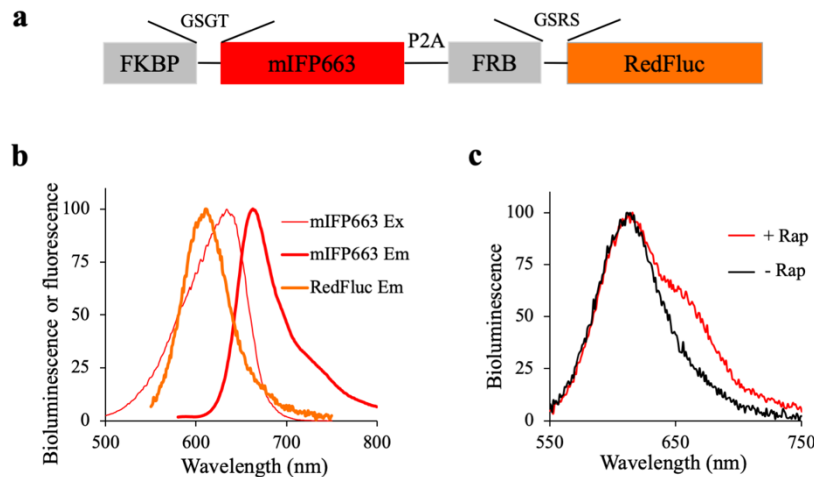 a
GSGT
P2A
GSRS
FKBP
mIFP663
FRB
RedFluc
b
Bioluminescence or fluorescence
100
75
50
25
0
500
600
700
800
Wavelength (nm)
mIFP663 Ex
mIFP663 Em
RedFluc Em
c
Bioluminescence
100
75
50
25
0
550
650
750
Wavelength (nm)
+ Rap
- Rap